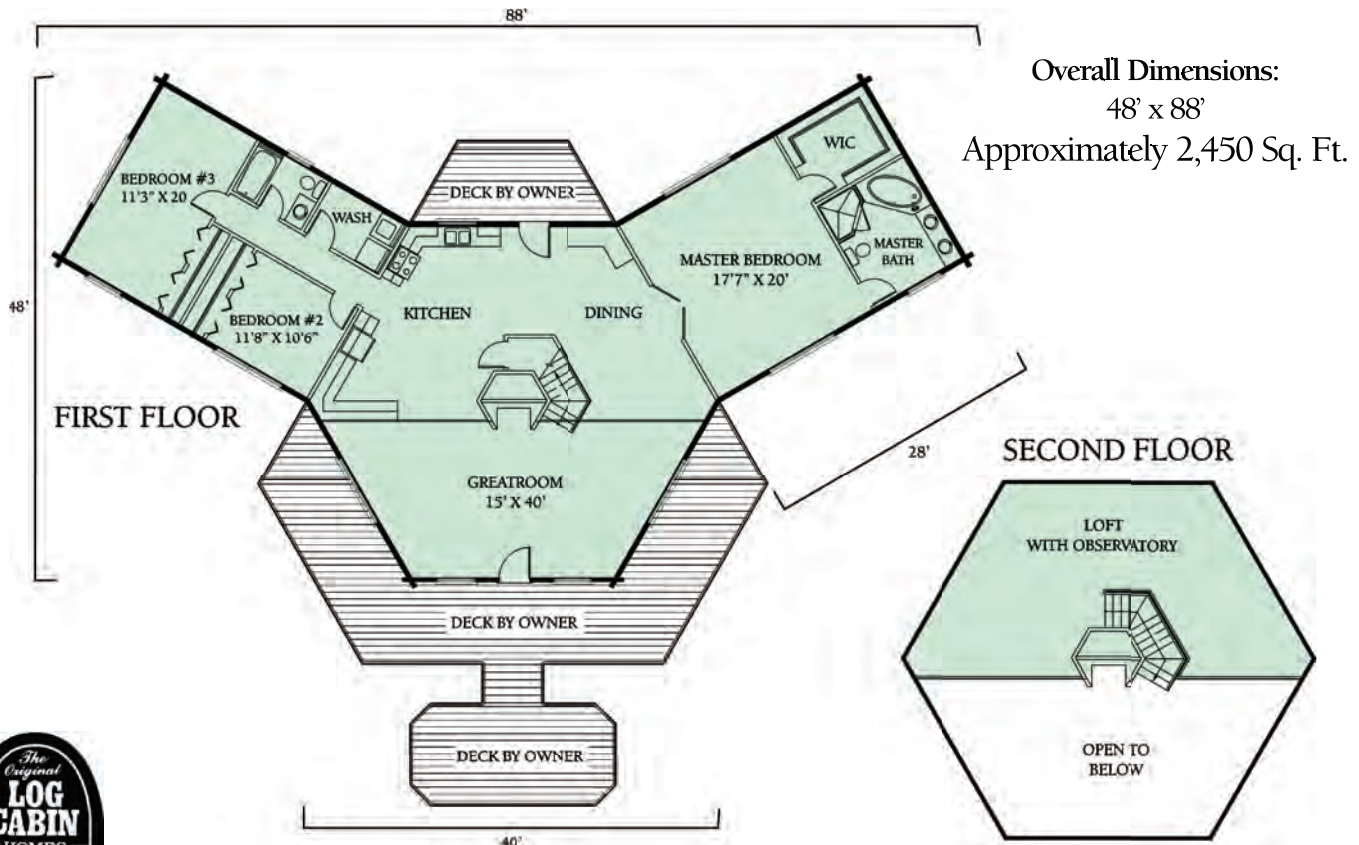 88'
Overall Dimensions:
48' x 88'
Approximately 2,450 Sq. Ft.
WIC
BEDROOM #3
11'3" X 20
DECK BY OWNER
WASH
MASTER
BATH
MASTER BEDROOM
17'7" X 20'
48'
KITCHEN
DINING
BEDROOM #2
11'8" X 10'6"
FIRST FLOOR
28'
SECOND FLOOR
GREATROOM
15' X 40'
LOFT
WITH OBSERVATORY
DECK BY OWNER
OPEN TO
BELOW
DECK BY OWNER
The
Original
LOG
CABIN
HOMES
40'